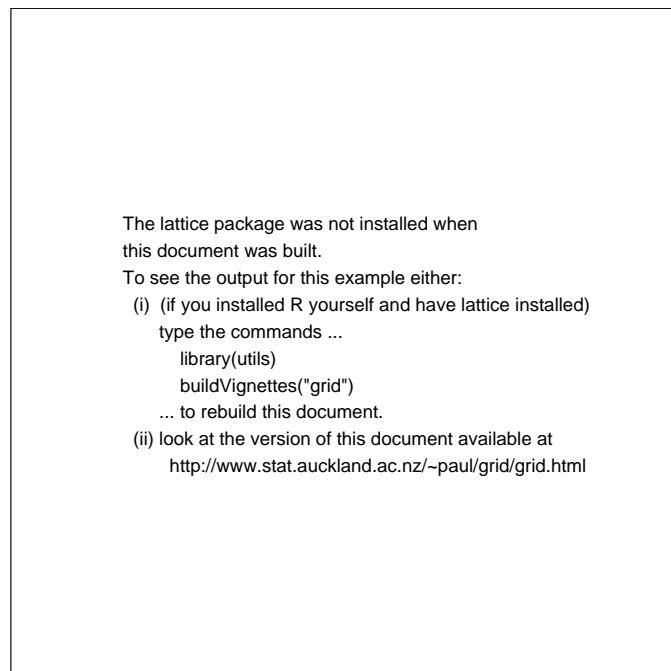 The lattice package was not installed when
this document was built.
To see the output for this example either:
(i) (if you installed R yourself and have lattice installed)
type the commands ...
library(utils)
buildVignettes("grid")
... to rebuild this document.
(ii) look at the version of this document available at
http://www.stat.auckland.ac.nz/~paul/grid/grid.html